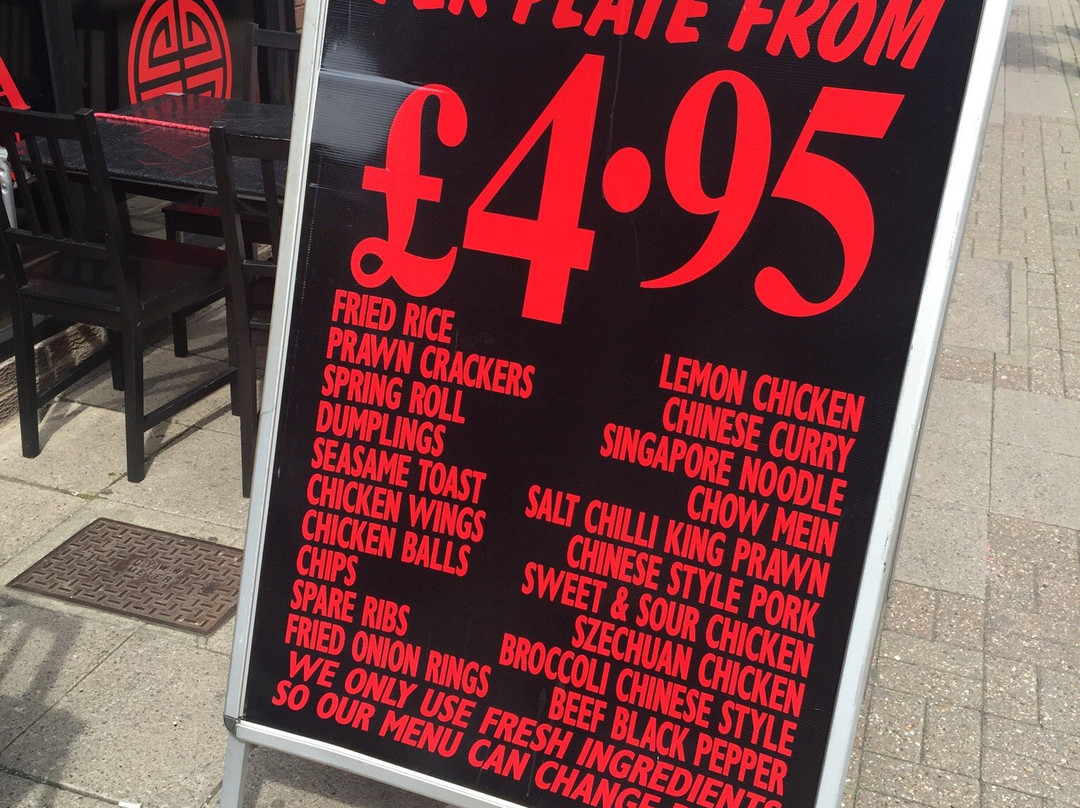 PER PLATE FROM
£4.95
FRIED RICE
PRAWN CRACKERS
SPRING ROLL
DUMPLINGS
SEASAME TOAST
CHICKEN WINGS
CHICKEN BALLS
CHIPS
SPARE RIBS
FRIED ONION RINGS
LEMON CHICKEN
CHINESE CURRY
SINGAPORE NOODLE
CHOW MEIN
SALT CHILLI KING PRAWN
CHINESE STYLE PORK
SWEET & SOUR CHICKEN
SZECHUAN CHICKEN
BROCCOLI CHINESE STYLE
BEEF BLACK PEPPER
WE ONLY USE FRESH INGREDIENTS
SO OUR MENU CAN CHANGE